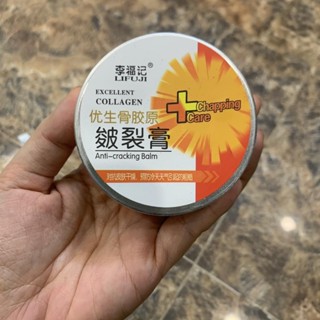 李福记®
LIFUJI
EXCELLENT
COLLAGEN
优生骨胶原
Chapping
Care
皴裂膏
Anti-cracking Balm